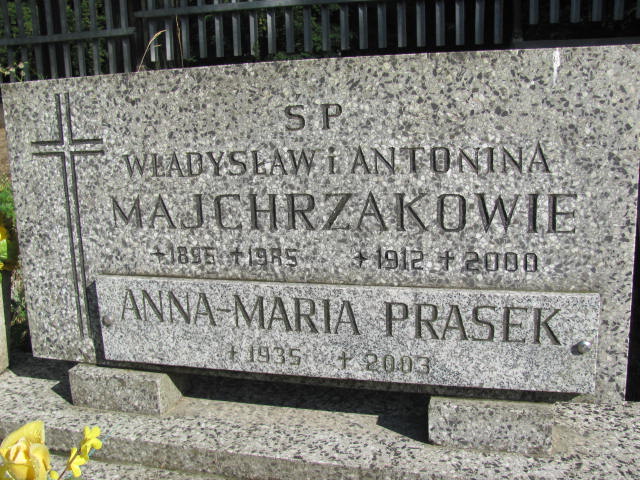 SP
WŁADYSŁAW i ANTONINA
MAJCHRZAKOWIE
+1895 +1985 +1912 +2000
ANNA-MARIA PRASEK
+1935 +2003